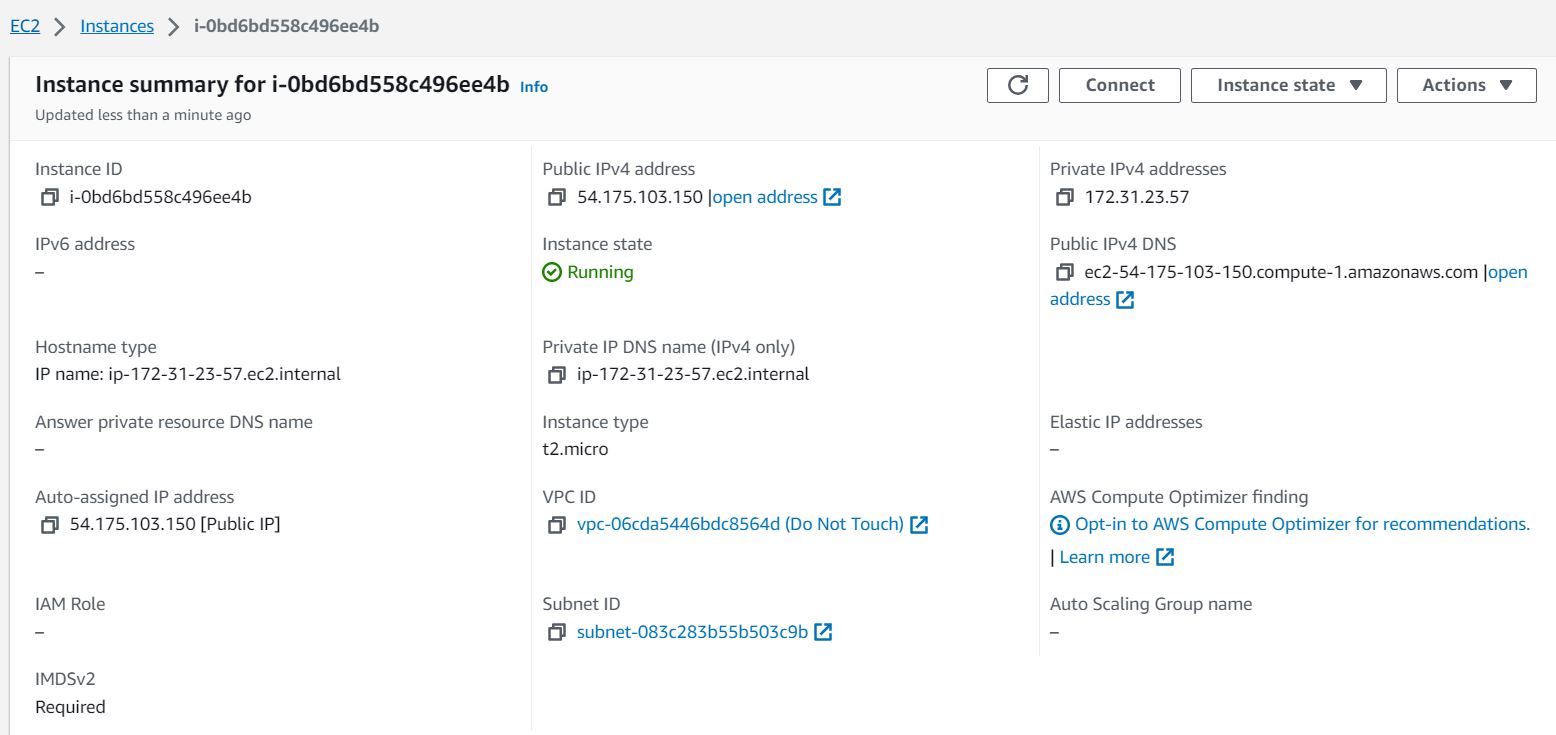 EC2 > Instances > i-0bd6bd558c496ee4b
Instance summary for i-0bd6bd558c496ee4b Info
Updated less than a minute ago
Connect
Instance state
Actions
Instance ID
i-0bd6bd558c496ee4b
Public IPv4 address
54.175.103.150 |open address
Private IPv4 addresses
172.31.23.57
IPv6 address
–
Instance state
Running
Public IPv4 DNS
ec2-54-175-103-150.compute-1.amazonaws.com |open
address
Hostname type
IP name: ip-172-31-23-57.ec2.internal
Private IP DNS name (IPv4 only)
ip-172-31-23-57.ec2.internal
Answer private resource DNS name
–
Instance type
t2.micro
Elastic IP addresses
–
Auto-assigned IP address
54.175.103.150 [Public IP]
VPC ID
vpc-06cda5446bdc8564d (Do Not Touch)
AWS Compute Optimizer finding
Opt-in to AWS Compute Optimizer for recommendations.
| Learn more
IAM Role
–
Subnet ID
subnet-083c283b55b503c9b
Auto Scaling Group name
–
IMDSv2
Required